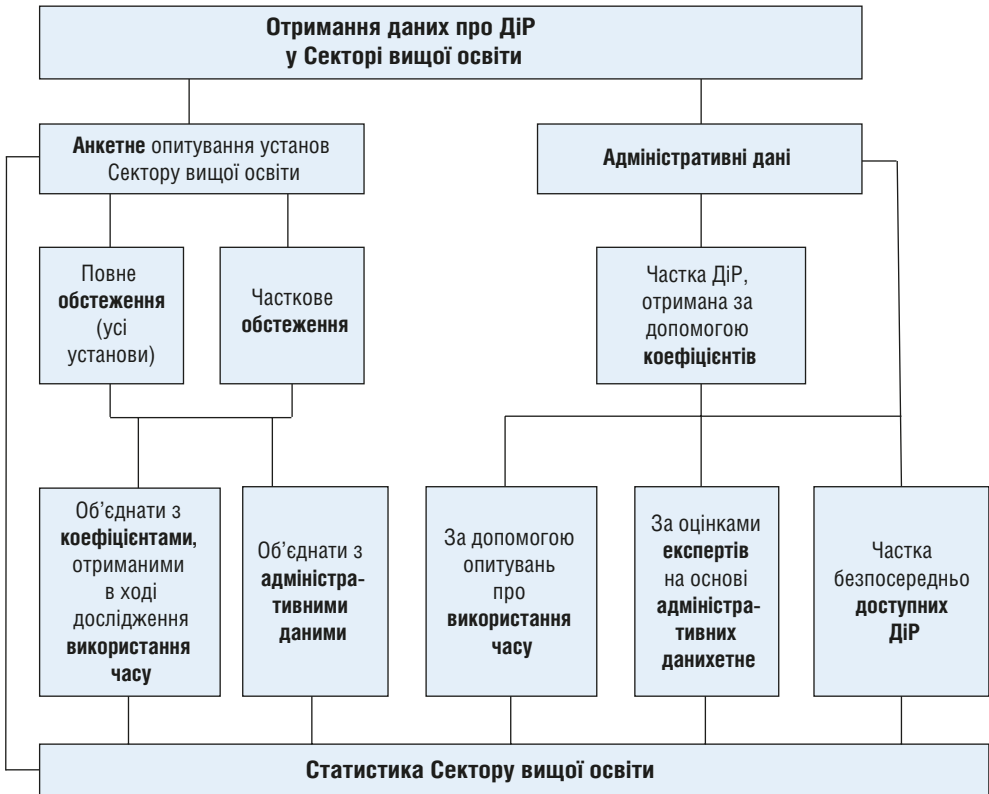 Отримання даних про ДіР
у Секторі вищої освіти
Анкетне опитування установ
Сектору вищої освіти
Адміністративні дані
Повне
обстеження
(усі
установи)
Часткове
обстеження
Частка ДіР,
отримана за
допомогою
коефіцієнтів
Об’єднати з
коефіцієнтами,
отриманими
в ході
дослідження
використання
часу
Об’єднати з
адміністра-
тивними
даними
За допомогою
опитувань
про
використання
часу
За оцінками
експертів
на основі
адміністра-
тивних
данихетне
Частка
безпосередньо
доступних
ДіР
Статистика Сектору вищої освіти